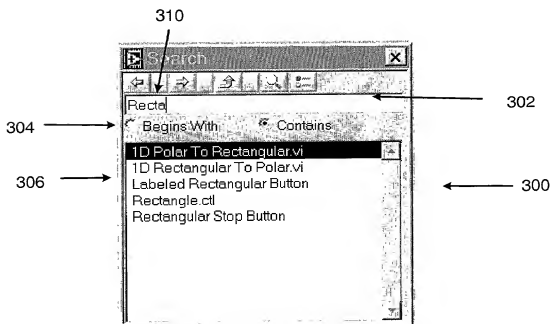 310
Search
Recta
302
304
Begins With Contains
1D Polar To Rectangular.vi
306
1D Rectangular To Polar.vi
300
Labeled Rectangular Button
Rectangle.ctl
Rectangular Stop Button